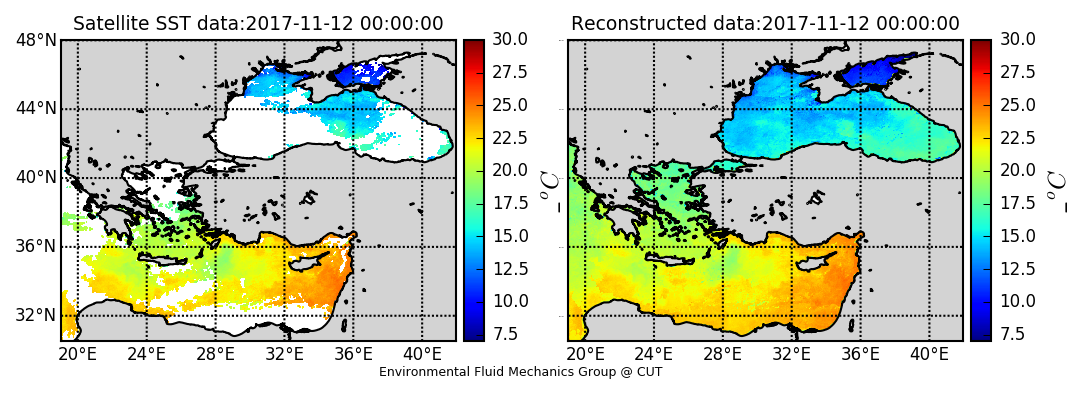 Satellite SST data:2017-11-12 00:00:00
48°N
44°N
40°N
36°N
32°N
20°E 24°E 28°E 32°E 36°E 40°E
30.0
27.5
25.0
22.5
20.0
17.5
15.0
12.5
10.0
7.5
_°C
Reconstructed data:2017-11-12 00:00:00
20°E 24°E 28°E 32°E 36°E 40°E
30.0
27.5
25.0
22.5
20.0
17.5
15.0
12.5
10.0
7.5
_°C
Environmental Fluid Mechanics Group @ CUT